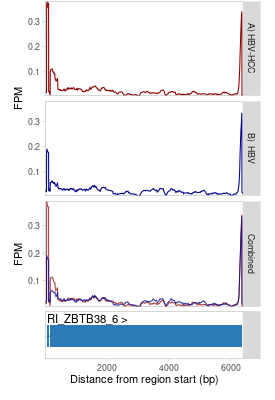 0.3
0.2
0.1
A) HBV-HCC
FPM
0.3
0.2
0.1
B) HBV
0.3
0.2
0.1
Combined
FPM
RI_ZBTB38_6 >
2000 4000 6000
Distance from region start (bp)